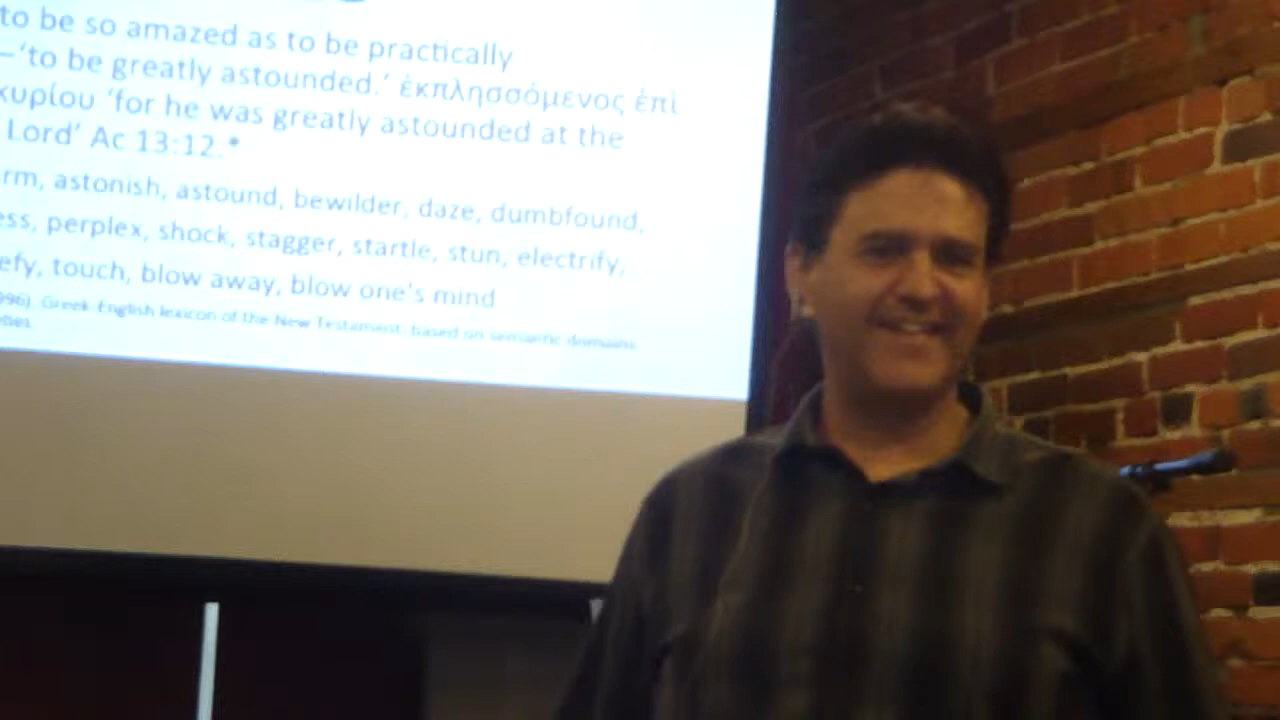 to be so amazed as to be practically
–‘to be greatly astounded.’ ἐκπλησσόμενος ἐπὶ
κυρίου ‘for he was greatly astounded at the
Lord’ Ac 13:12.*
rm, astonish, astound, bewilder, daze, dumbfound,
ess, perplex, shock, stagger, startle, stun, electrify,
efy, touch, blow away, blow one's mind
996). Greek-English lexicon of the New Testament: based on semantic domains.